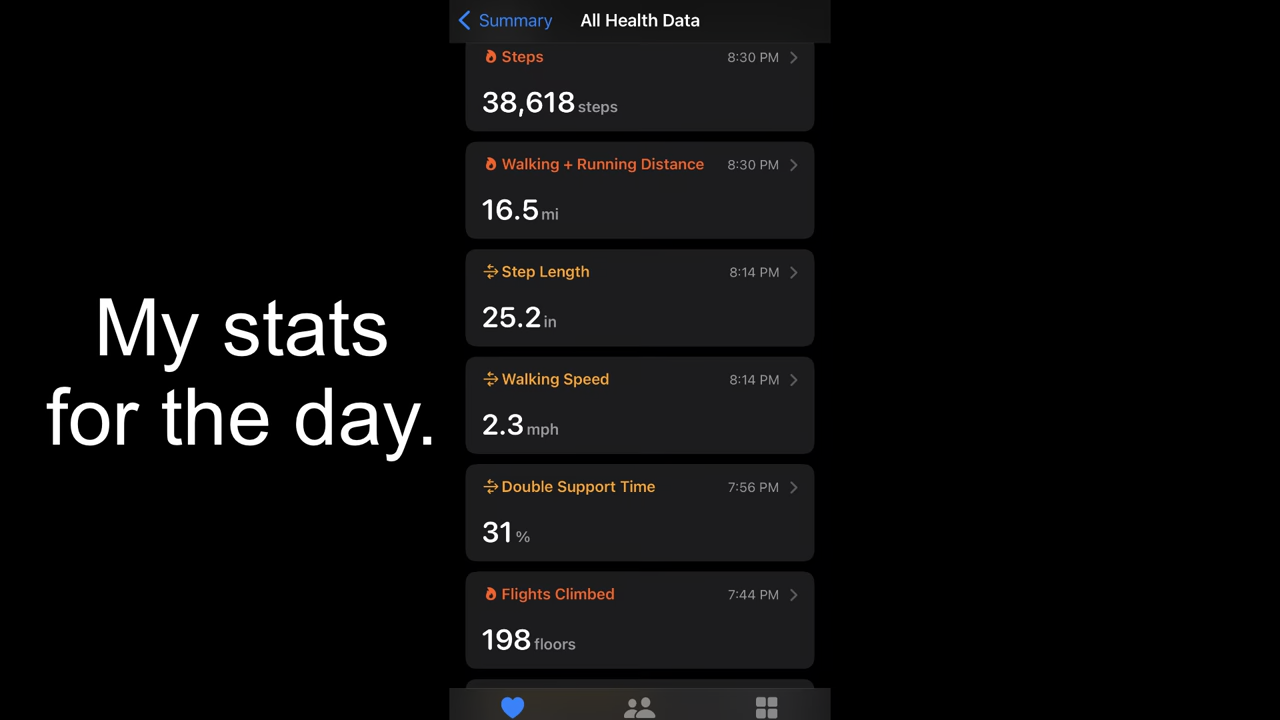 Summary All Health Data
Steps 8:30 PM
38,618 steps
Walking + Running Distance 8:30 PM
16.5 mi
Step Length 8:14 PM
25.2 in
Walking Speed 8:14 PM
2.3 mph
Double Support Time 7:56 PM
31 %
Flights Climbed 7:44 PM
198 floors
My stats
for the day.